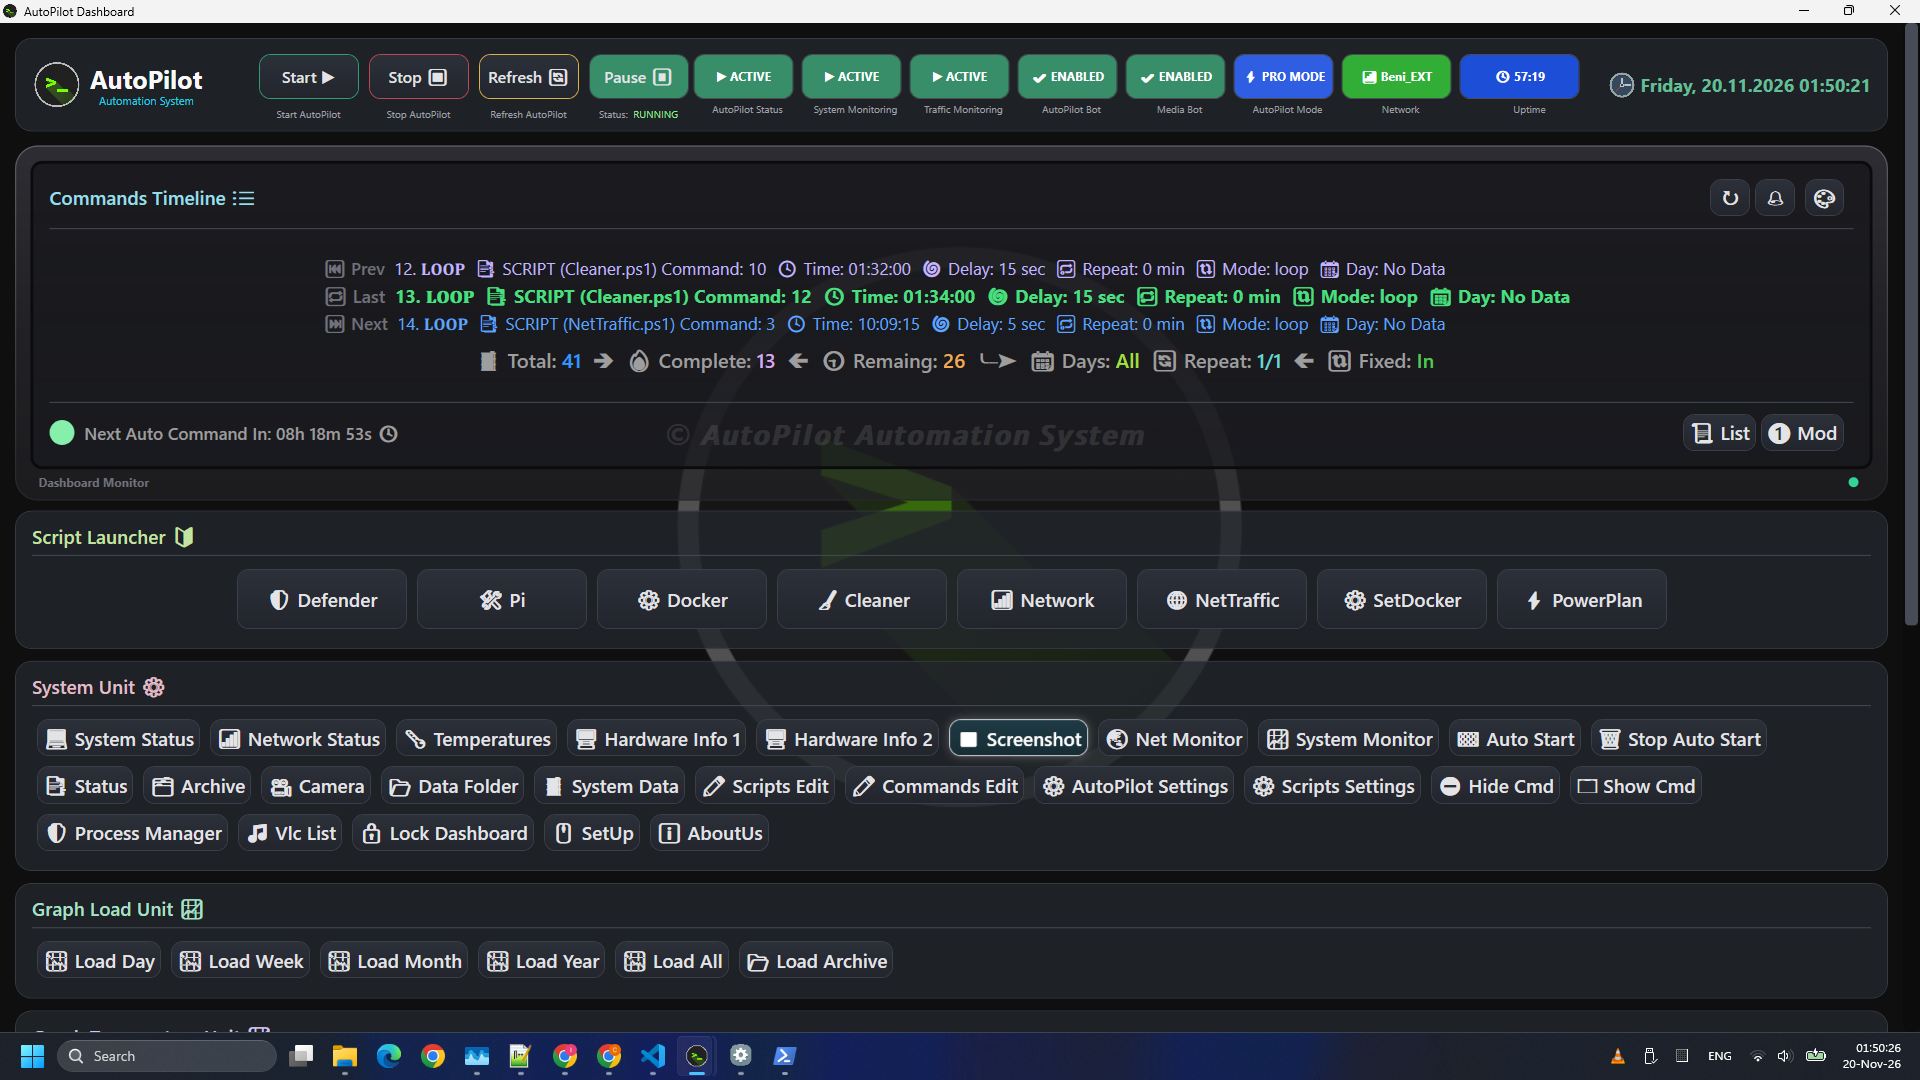 AutoPilot Dashboard
AutoPilot
Automation System
Start
Start AutoPilot
Stop
Stop AutoPilot
Refresh
Refresh AutoPilot
Pause
Status: RUNNING
ACTIVE
AutoPilot Status
ACTIVE
System Monitoring
ACTIVE
Traffic Monitoring
ENABLED
AutoPilot Bot
ENABLED
Media Bot
PRO MODE
AutoPilot Mode
Beni_EXT
Network
57:19
Uptime
Friday, 20.11.2026 01:50:21
Commands Timeline
Prev 12. LOOP SCRIPT (Cleaner.ps1) Command: 10 Time: 01:32:00 Delay: 15 sec Repeat: 0 min Mode: loop Day: No Data
Last 13. LOOP SCRIPT (Cleaner.ps1) Command: 12 Time: 01:34:00 Delay: 15 sec Repeat: 0 min Mode: loop Day: No Data
Next 14. LOOP SCRIPT (NetTraffic.ps1) Command: 3 Time: 10:09:15 Delay: 5 sec Repeat: 0 min Mode: loop Day: No Data
Total: 41 Complete: 13 Remaing: 26 Days: All Repeat: 1/1 Fixed: In
Next Auto Command In: 08h 18m 53s
© AutoPilot Automation System
List
1 Mod
Dashboard Monitor
Script Launcher
Defender Pi Docker Cleaner Network NetTraffic SetDocker PowerPlan
System Unit
System Status Network Status Temperatures Hardware Info 1 Hardware Info 2 Screenshot Net Monitor System Monitor Auto Start Stop Auto Start
Status Archive Camera Data Folder System Data Scripts Edit Commands Edit AutoPilot Settings Scripts Settings Hide Cmd Show Cmd
Process Manager Vlc List Lock Dashboard SetUp AboutUs
Graph Load Unit
Load Day Load Week Load Month Load Year Load All Load Archive
Search
ENG
01:50:26
20-Nov-26